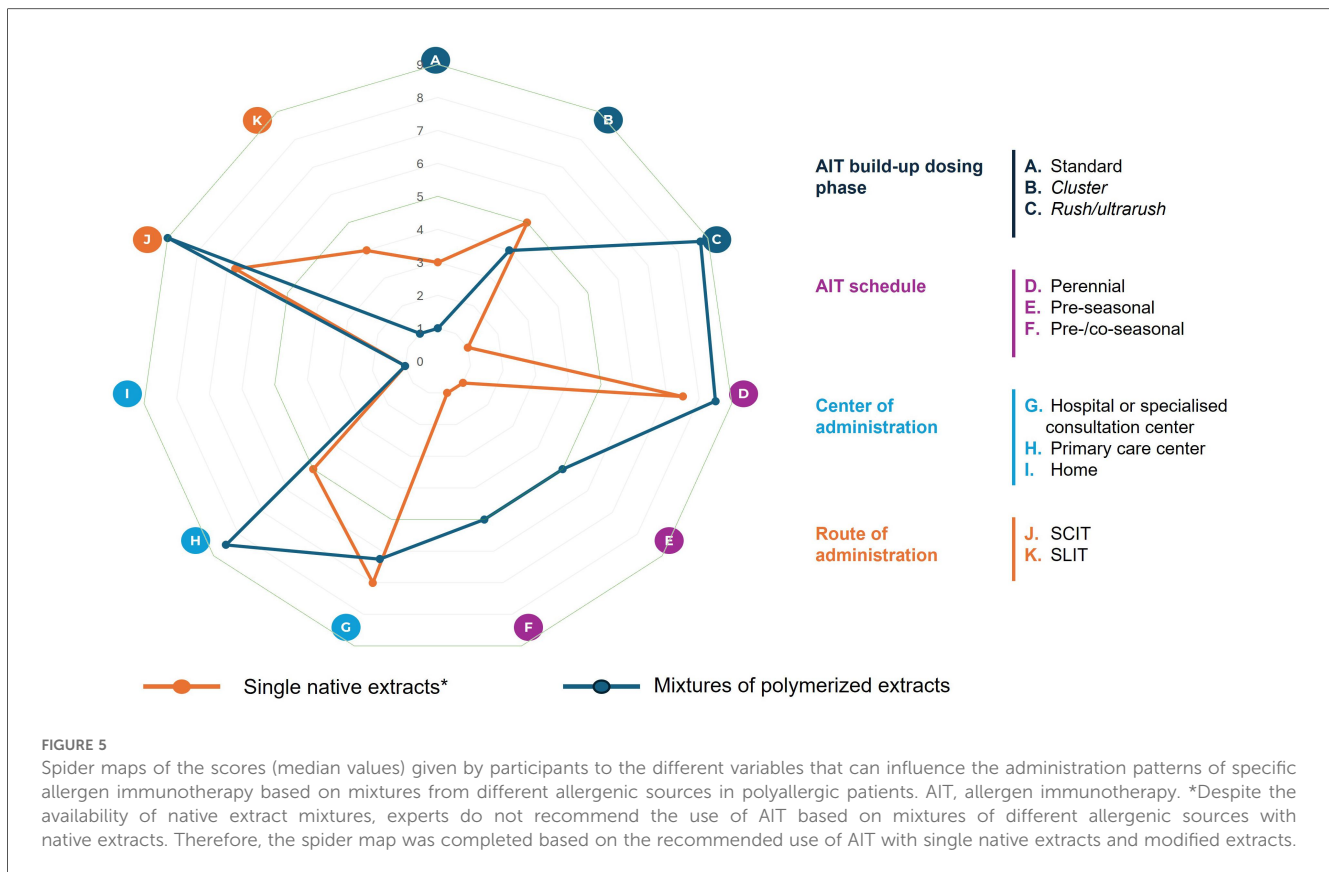 A
9
8
7
6
5
4
3
2
1
0
B
C
D
E
F
G
H
I
J
K
AIT build-up dosing
phase
A. Standard
B. Cluster
C. Rush/ultrarush
AIT schedule
D. Perennial
E. Pre-seasonal
F. Pre-/co-seasonal
Center of
administration
G. Hospital or specialised
consultation center
H. Primary care center
I. Home
Route of
administration
J. SCIT
K. SLIT
Single native extracts*
Mixtures of polymerized extracts
FIGURE 5
Spider maps of the scores (median values) given by participants to the different variables that can influence the administration patterns of specific
allergen immunotherapy based on mixtures from different allergenic sources in polyallergic patients. AIT, allergen immunotherapy. *Despite the
availability of native extract mixtures, experts do not recommend the use of AIT based on mixtures of different allergenic sources with
native extracts. Therefore, the spider map was completed based on the recommended use of AIT with single native extracts and modified extracts.